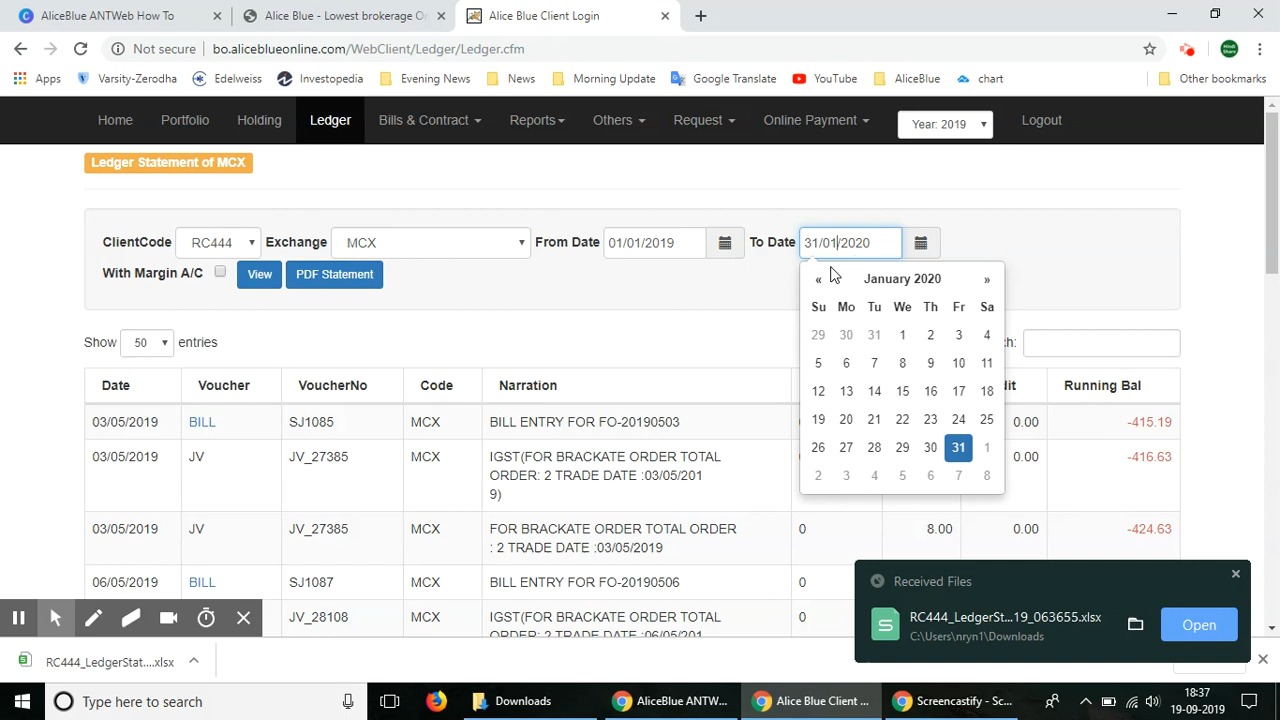 AliceBlue ANTWeb How To
Alice Blue - Lowest brokerage Or
Alice Blue Client Login
Not secure
bo.aliceblueonline.com/WebClient/Ledger/Ledger.cfm
Apps
Varsity-Zerodha
Edelweiss
Investopedia
Evening News
News
Morning Update
Google Translate
YouTube
AliceBlue
chart
Other bookmarks
Home
Portfolio
Holding
Ledger
Bills & Contract
Reports
Others
Request
Online Payment
Year: 2019
Logout
Ledger Statement of MCX
ClientCode RC444 Exchange MCX From Date 01/01/2019 To Date 31/01/2020
With Margin A/C View PDF Statement
« January 2020 »
Su Mo Tu We Th Fr Sa
29 30 31 1 2 3 4
5 6 7 8 9 10 11
12 13 14 15 16 17 18
19 20 21 22 23 24 25
26 27 28 29 30 31 1
2 3 4 5 6 7 8
Show 50 entries
Date Voucher VoucherNo Code Narration Running Bal
03/05/2019 BILL SJ1085 MCX BILL ENTRY FOR FO-20190503 0.00 -415.19
03/05/2019 JV JV_27385 MCX IGST(FOR BRACKATE ORDER TOTAL 0.00 -416.63
ORDER: 2 TRADE DATE :03/05/201
9)
03/05/2019 JV JV_27385 MCX FOR BRACKATE ORDER TOTAL ORDER 0 8.00 0.00 -424.63
: 2 TRADE DATE :03/05/2019
06/05/2019 BILL SJ1087 MCX BILL ENTRY FOR FO-20190506 0
JV_28108 MCX IGST(FOR BRACKATE ORDER TOTAL 0
ORDER: 2 TRADE DATE :06/05/201
Received Files
RC444_LedgerSt...19_063655.xlsx
C:\Users\nryn1\Downloads
Open
RC444_LedgerStat....xlsx
Type here to search
Downloads
AliceBlue ANTW...
Alice Blue Client ...
Screencastify - Sc...
18:37
19-09-2019